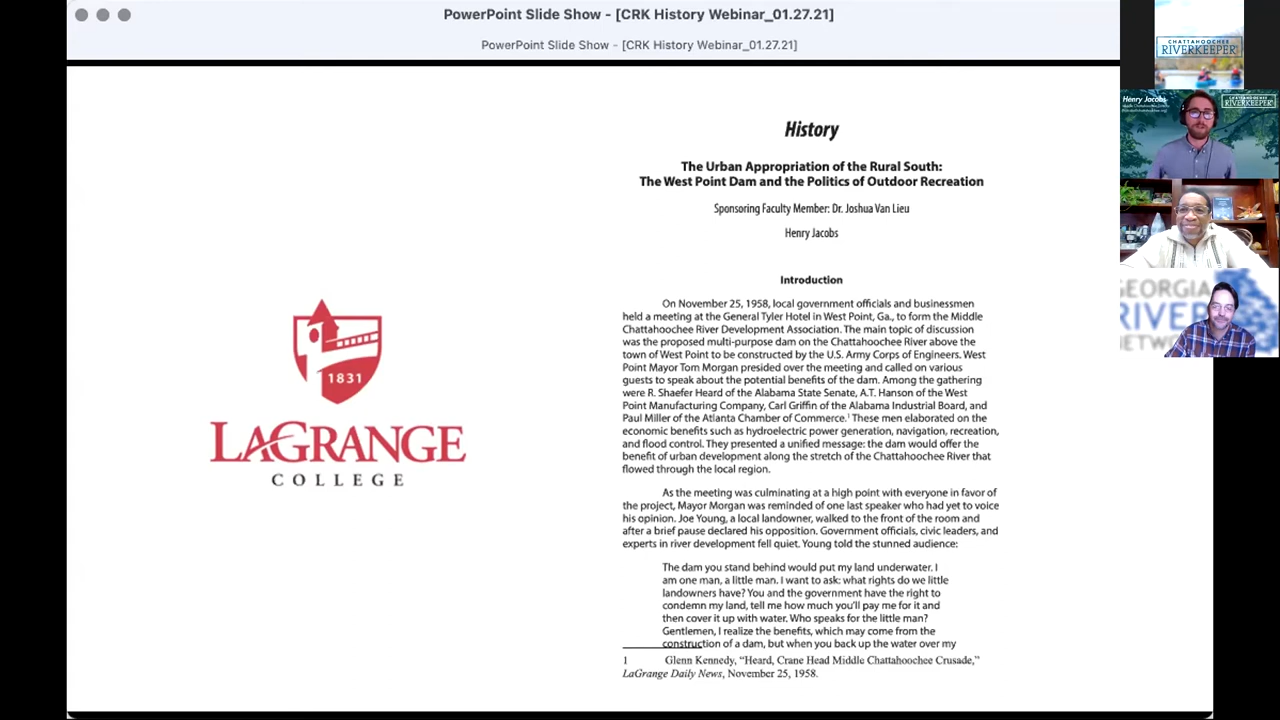 PowerPoint Slide Show - [CRK History Webinar_01.27.21]
PowerPoint Slide Show - [CRK History Webinar_01.27.21]
1831
LAGRANGE
COLLEGE
History
The Urban Appropriation of the Rural South:
The West Point Dam and the Politics of Outdoor Recreation
Sponsoring Faculty Member: Dr. Joshua Van Lieu
Henry Jacobs
Introduction
On November 25, 1958, local government officials and businessmen
held a meeting at the General Tyler Hotel in West Point, Ga., to form the Middle
Chattahoochee River Development Association. The main topic of discussion
was the proposed multi-purpose dam on the Chattahoochee River above the
town of West Point to be constructed by the U.S. Army Corps of Engineers. West
Point Mayor Tom Morgan presided over the meeting and called on various
guests to speak about the potential benefits of the dam. Among the gathering
were R. Shaefer Heard of the Alabama State Senate, A.T. Hanson of the West
Point Manufacturing Company, Carl Griffin of the Alabama Industrial Board, and
Paul Miller of the Atlanta Chamber of Commerce.¹ These men elaborated on the
economic benefits such as hydroelectric power generation, navigation, recreation,
and flood control. They presented a unified message: the dam would offer the
benefit of urban development along the stretch of the Chattahoochee River that
flowed through the local region.
As the meeting was culminating at a high point with everyone in favor of
the project, Mayor Morgan was reminded of one last speaker who had yet to voice
his opinion. Joe Young, a local landowner, walked to the front of the room and
after a brief pause declared his opposition. Government officials, civic leaders, and
experts in river development fell quiet. Young told the stunned audience:
The dam you stand behind would put my land underwater. I
am one man, a little man. I want to ask: what rights do we little
landowners have? You and the government have the right to
condemn my land, tell me how much you'll pay me for it and
then cover it up with water. Who speaks for the little man?
Gentlemen, I realize the benefits, which may come from the
construction of a dam, but when you back up the water over my
1 Glenn Kennedy, "Heard, Crane Head Middle Chattahoochee Crusade,"
LaGrange Daily News, November 25, 1958.
CHATTAHOOCHEE
RIVERKEEPER
Henry Jacobs
CHATTAHOOCHEE
RIVERKEEPER
GEORGIA
RIVER
NETWORK